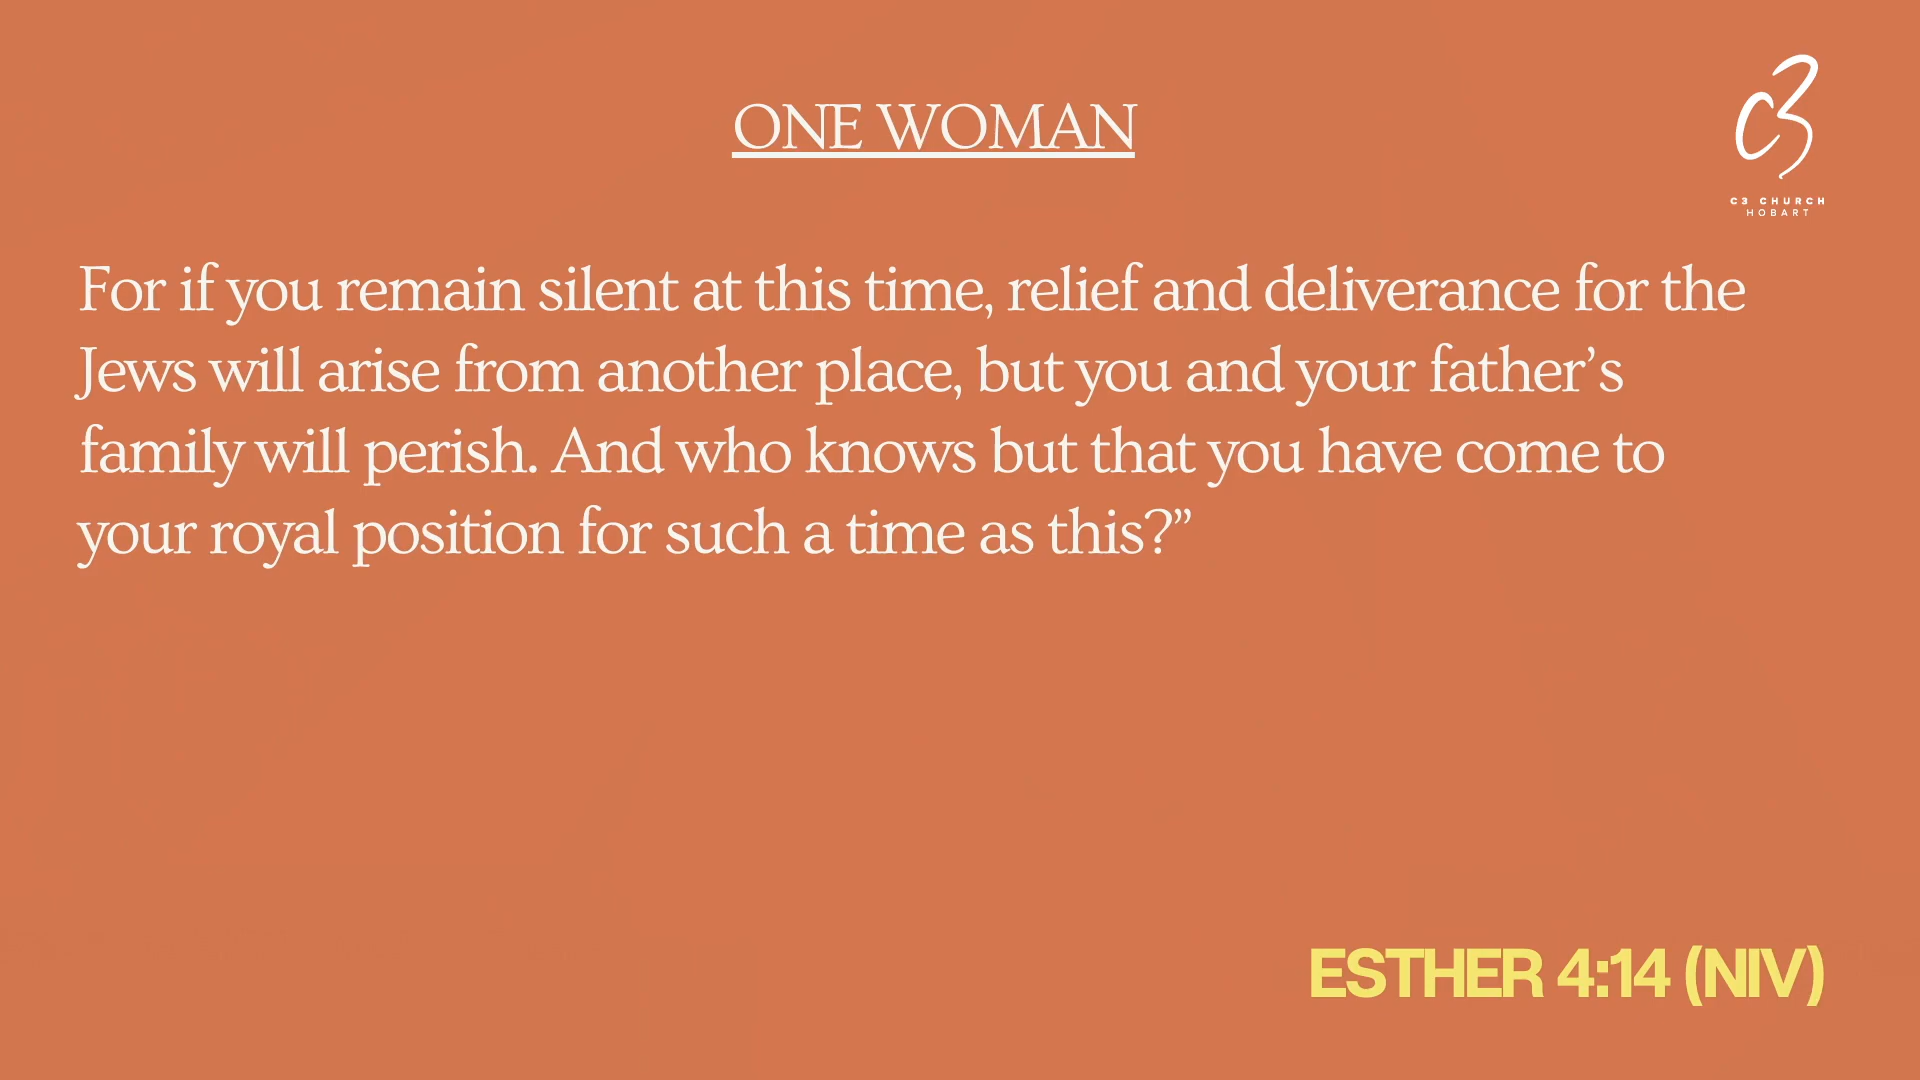 ONE WOMAN
C3
C3 CHURCH
HOBART
For if you remain silent at this time, relief and deliverance for the
Jews will arise from another place, but you and your father’s
family will perish. And who knows but that you have come to
your royal position for such a time as this?”
ESTHER 4:14 (NIV)